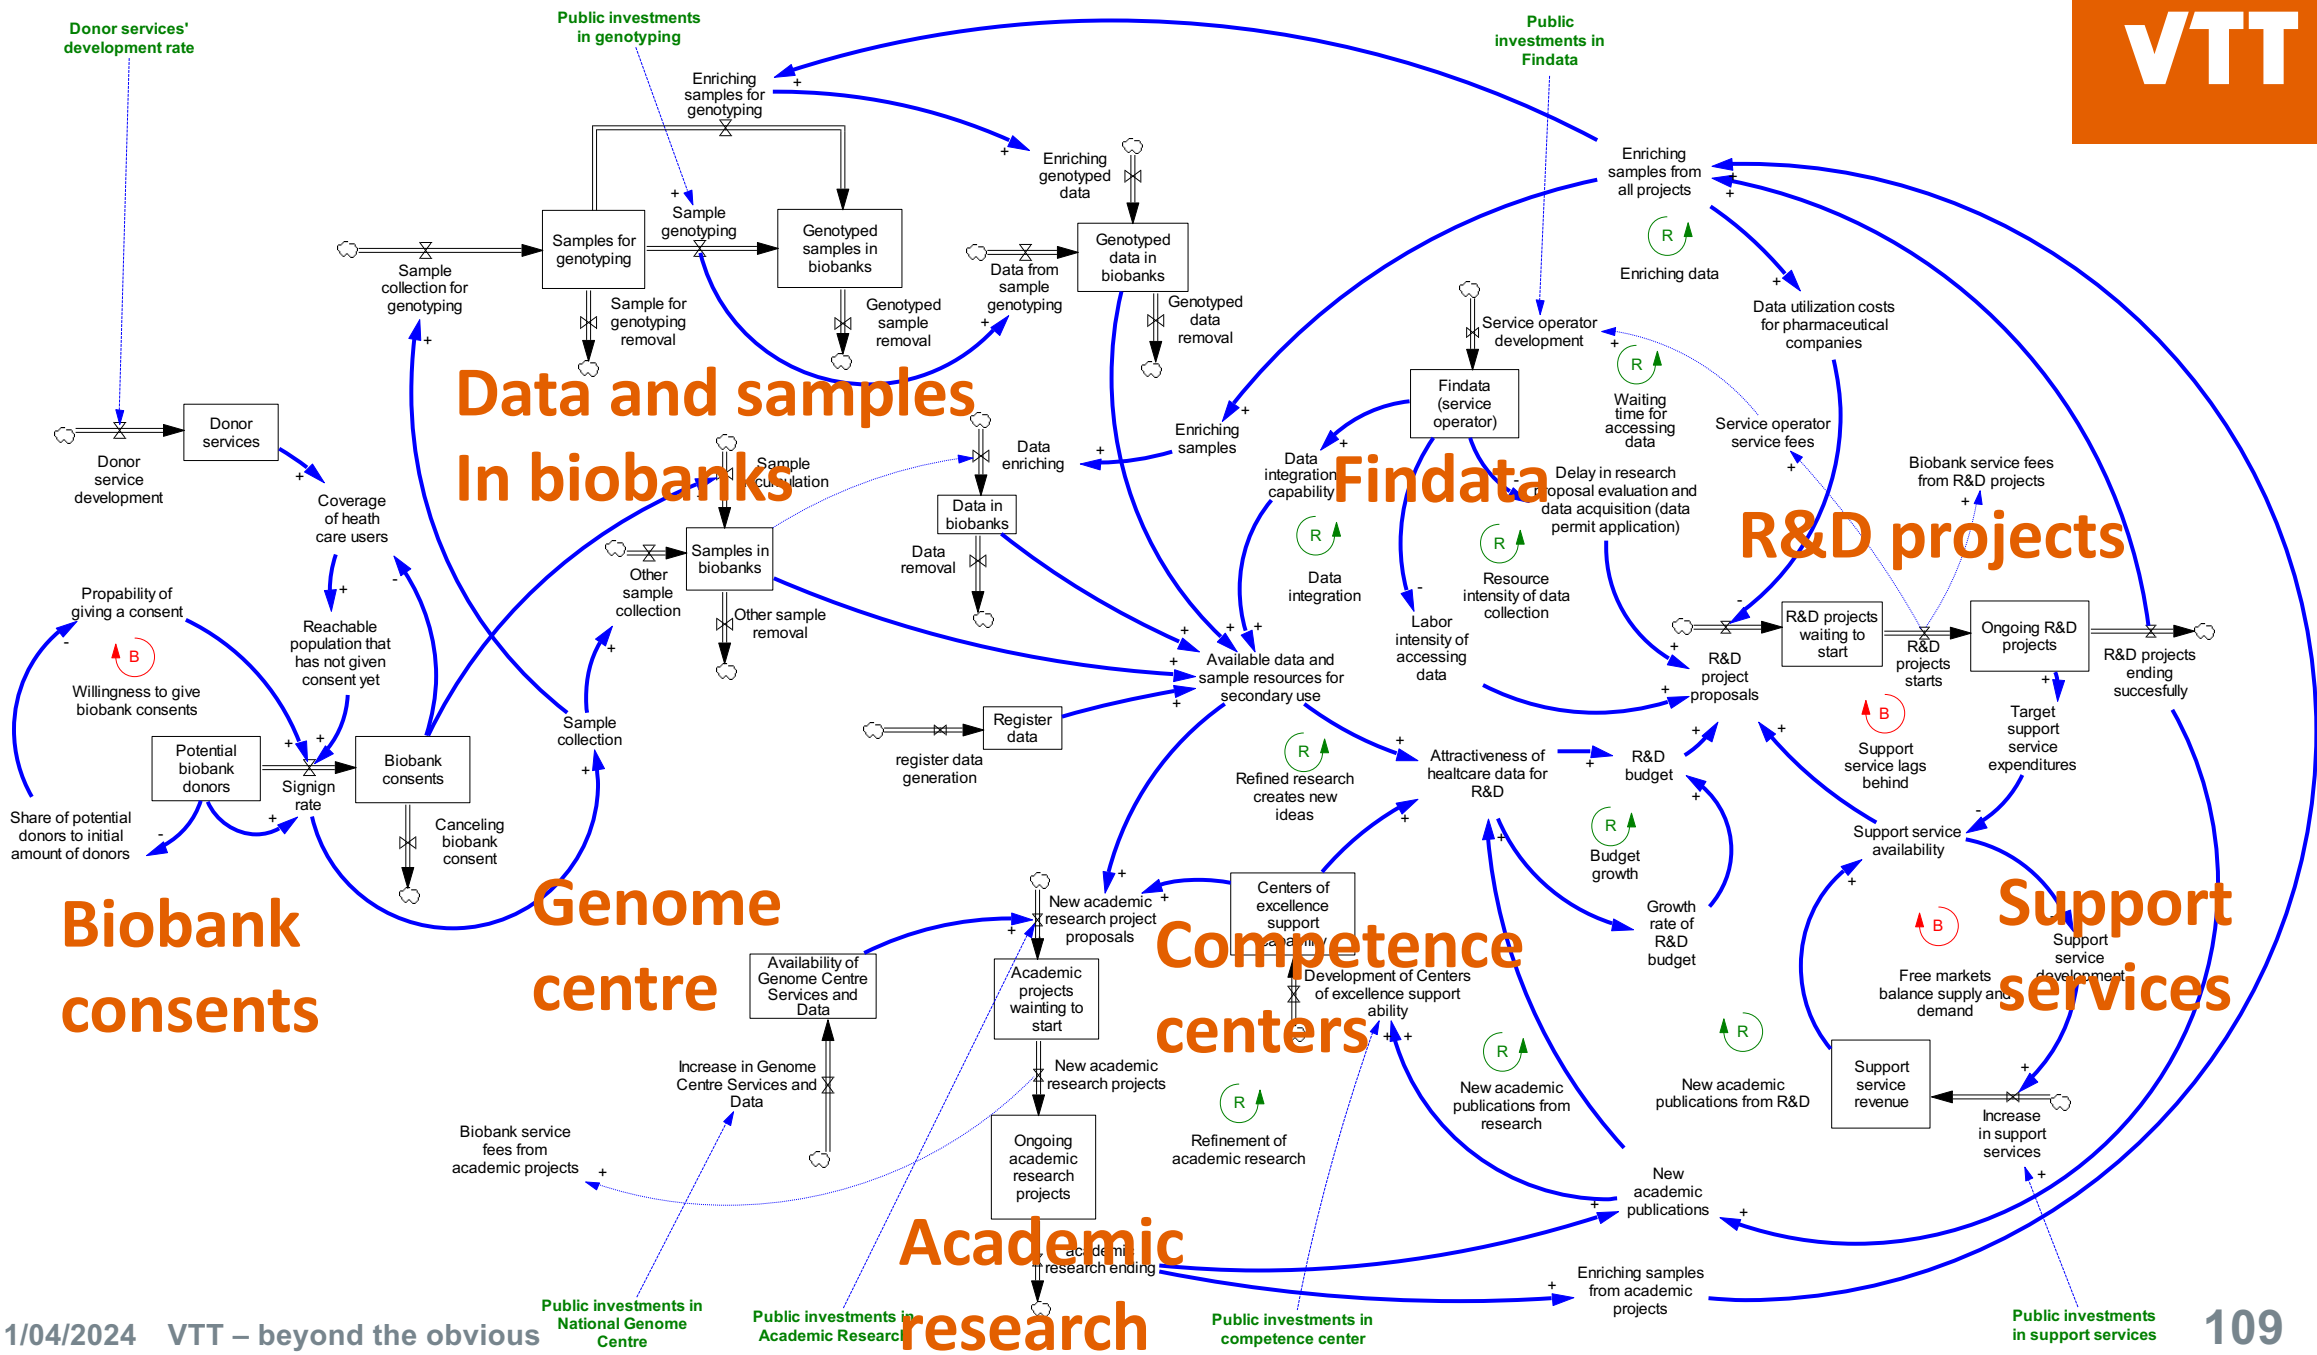 Donor services'
development rate
Public investments
in genotyping
Public
investments in
Findata
VTT
Enriching
samples for
genotyping
+
+
Enriching
genotyped
data
Enriching
samples from
all projects
+
+
R
Enriching data
+
Sample
genotyping
Samples for
genotyping
Genotyped
samples in
biobanks
Genotyped
data in
biobanks
Sample
collection for
genotyping
+
Sample for
genotyping
removal
Genotyped
sample
removal
Data from
sample
genotyping
+
Genotyped
data
removal
+
Data utilization costs
for pharmaceutical
companies
Service operator
development
+
R
Waiting
time for
accessing
data
Data and samples
In biobanks
Findata
(service
operator)
Donor
services
Donor
service
development
+
Coverage
of heath
care users
-
Sample
Data
enriching
+
Enriching
samples
+
Data
integration
capability
+
Findata
-
Delay in research
proposal evaluation and
data acquisition (data
permit application)
Service operator
service fees
+
Biobank service fees
from R&D projects
+
R&D projects
Data in
biobanks
Data
removal
Samples in
biobanks
Other
sample
collection
+
Other sample
removal
R
Data
integration
R
Resource
intensity of data
collection
Propability of
giving a consent
-
B
Willingness to give
biobank consents
+
Reachable
population that
has not given
consent yet
-
Labor
intensity of
accessing
data
+
+
+
+
+
Available data and
sample resources for
secondary use
-
+
+
R&D
project
proposals
+
+
R&D projects
waiting to
start
R&D
projects
starts
Ongoing R&D
projects
R&D projects
ending
succesfully
+
Target
support
service
expenditures
B
Support
service lags
behind
Sample
collection
+
Register
data
register data
generation
R
Refined research
creates new
ideas
+
Attractiveness of
healtcare data for
R&D
+
+
+
R&D
budget
+
R
Budget
growth
Potential
biobank
donors
+
+
+
Signign
rate
Biobank
consents
Canceling
biobank
consent
-
Share of potential
donors to initial
amount of donors
-
Support service
availability
+
Biobank
consents
Genome
centre
+
New academic
research project
proposals
+
+
Centers of
excellence
support
Competence
centers
Development of Centers
of excellence support
ability
+
+
Growth
rate of
R&D
budget
B
Free markets
balance supply and
demand
Support
services
Support
service
development
Availability of
Genome Centre
Services and
Data
Academic
projects
wainting to
start
Increase in Genome
Centre Services and
Data
New academic
research projects
R
Refinement of
academic research
R
New academic
publications from
research
R
New academic
publications from R&D
Support
service
revenue
+
Increase
in support
services
+
Biobank service
fees from
academic projects
+
Ongoing
academic
research
projects
New
academic
publications
+
+
Academic
research
academic
research ending
+
Enriching samples
from academic
projects
Public investments in
National Genome
Centre
Public investments in
Academic Research
Public investments in
competence center
Public investments
in support services
1/04/2024 VTT – beyond the obvious
109